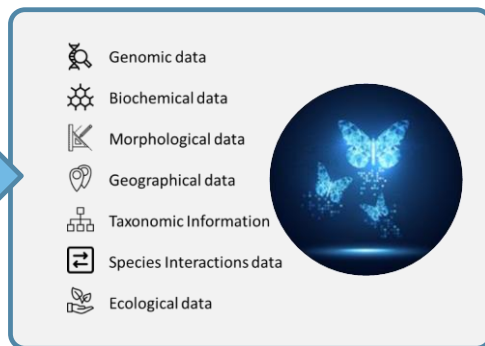 Genomic data
Biochemical data
Morphological data
Geographical data
Taxonomic Information
Species Interactions data
Ecological data